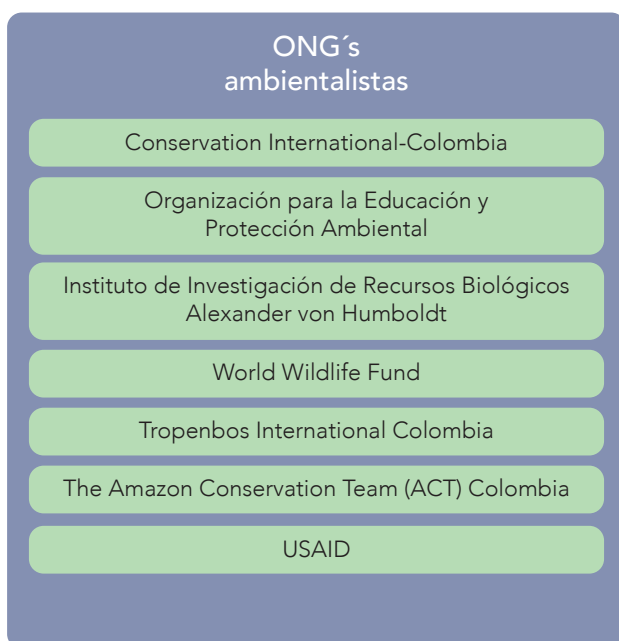 ONG´s
ambientalistas
Conservation International-Colombia
Organización para la Educación y
Protección Ambiental
Instituto de Investigación de Recursos Biológicos
Alexander von Humboldt
World Wildlife Fund
Tropenbos International Colombia
The Amazon Conservation Team (ACT) Colombia
USAID